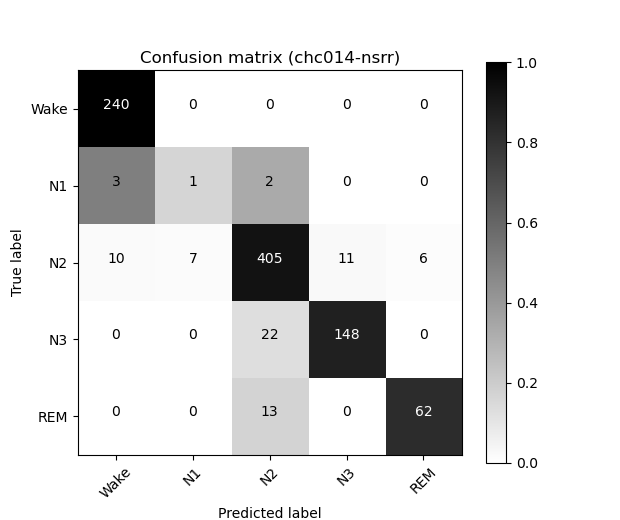 Confusion matrix (chc014-nsrr)
Wake 240 0 0 0 0
N1 3 1 2 0 0
N2 10 7 405 11 6
N3 0 0 22 148 0
REM 0 0 13 0 62
Wake N1 N2 N3 REM
Predicted label
True label
1.0
0.8
0.6
0.4
0.2
0.0